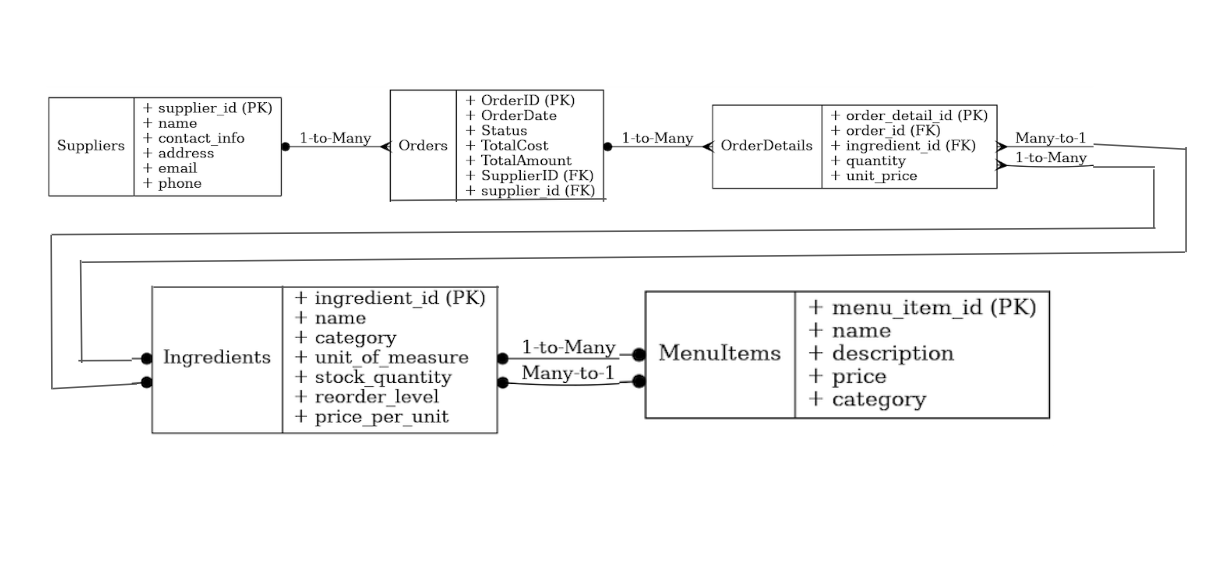 Suppliers
+ supplier_id (PK)
+ name
+ contact_info
+ address
+ email
+ phone
1-to-Many
Orders
+ OrderID (PK)
+ OrderDate
+ Status
+ TotalCost
+ TotalAmount
+ SupplierID (FK)
+ supplier_id (FK)
1-to-Many
OrderDetails
+ order_detail_id (PK)
+ order_id (FK)
+ ingredient_id (FK)
+ quantity
+ unit_price
Many-to-1
1-to-Many
Ingredients
+ ingredient_id (PK)
+ name
+ category
+ unit_of_measure
+ stock_quantity
+ reorder_level
+ price_per_unit
1-to-Many
Many-to-1
MenuItems
+ menu_item_id (PK)
+ name
+ description
+ price
+ category